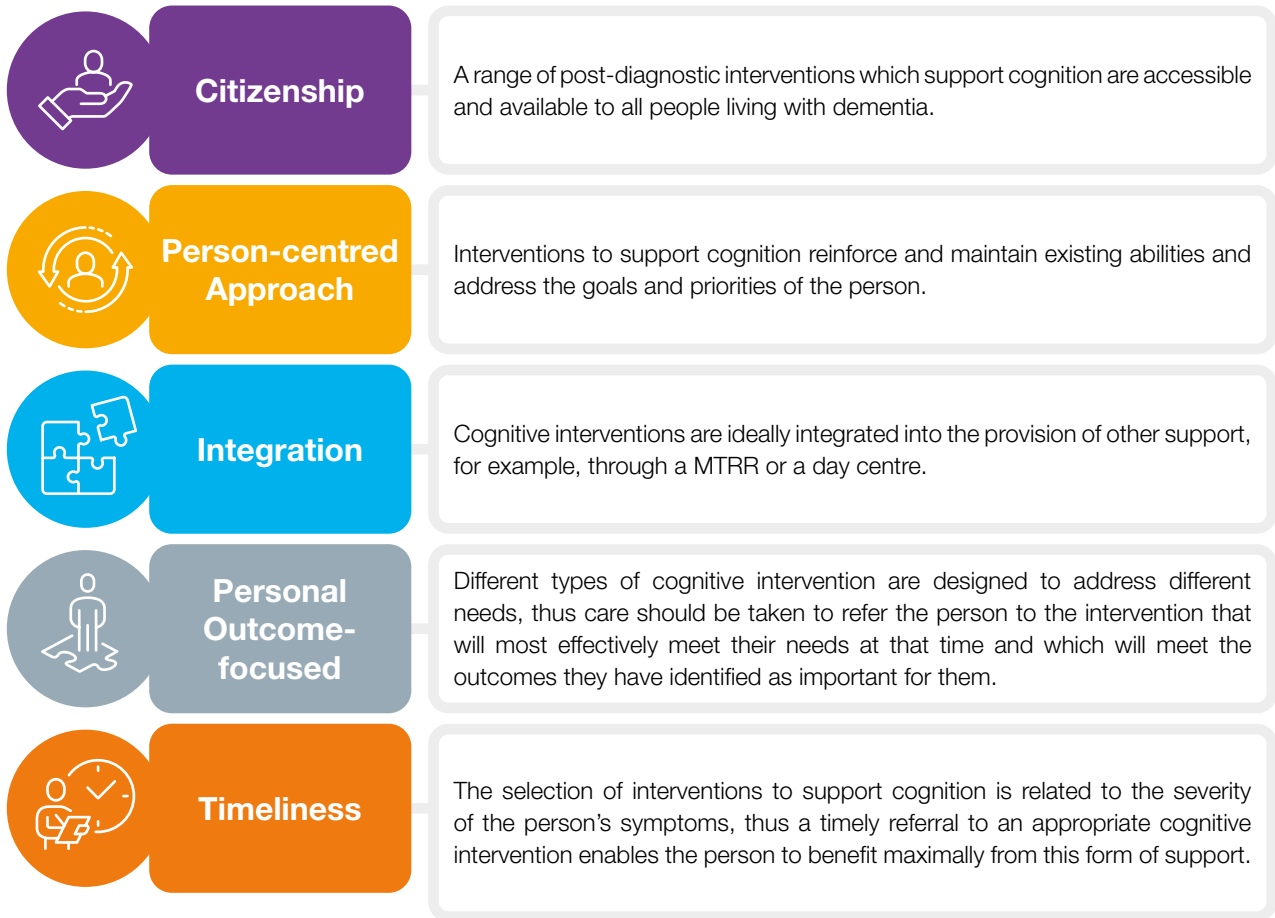 Citizenship
A range of post-diagnostic interventions which support cognition are accessible
and available to all people living with dementia.
Person-centred
Approach
Interventions to support cognition reinforce and maintain existing abilities and
address the goals and priorities of the person.
Integration
Cognitive interventions are ideally integrated into the provision of other support,
for example, through a MTRR or a day centre.
Personal
Outcome-
focused
Different types of cognitive intervention are designed to address different
needs, thus care should be taken to refer the person to the intervention that
will most effectively meet their needs at that time and which will meet the
outcomes they have identified as important for them.
Timeliness
The selection of interventions to support cognition is related to the severity
of the person’s symptoms, thus a timely referral to an appropriate cognitive
intervention enables the person to benefit maximally from this form of support.